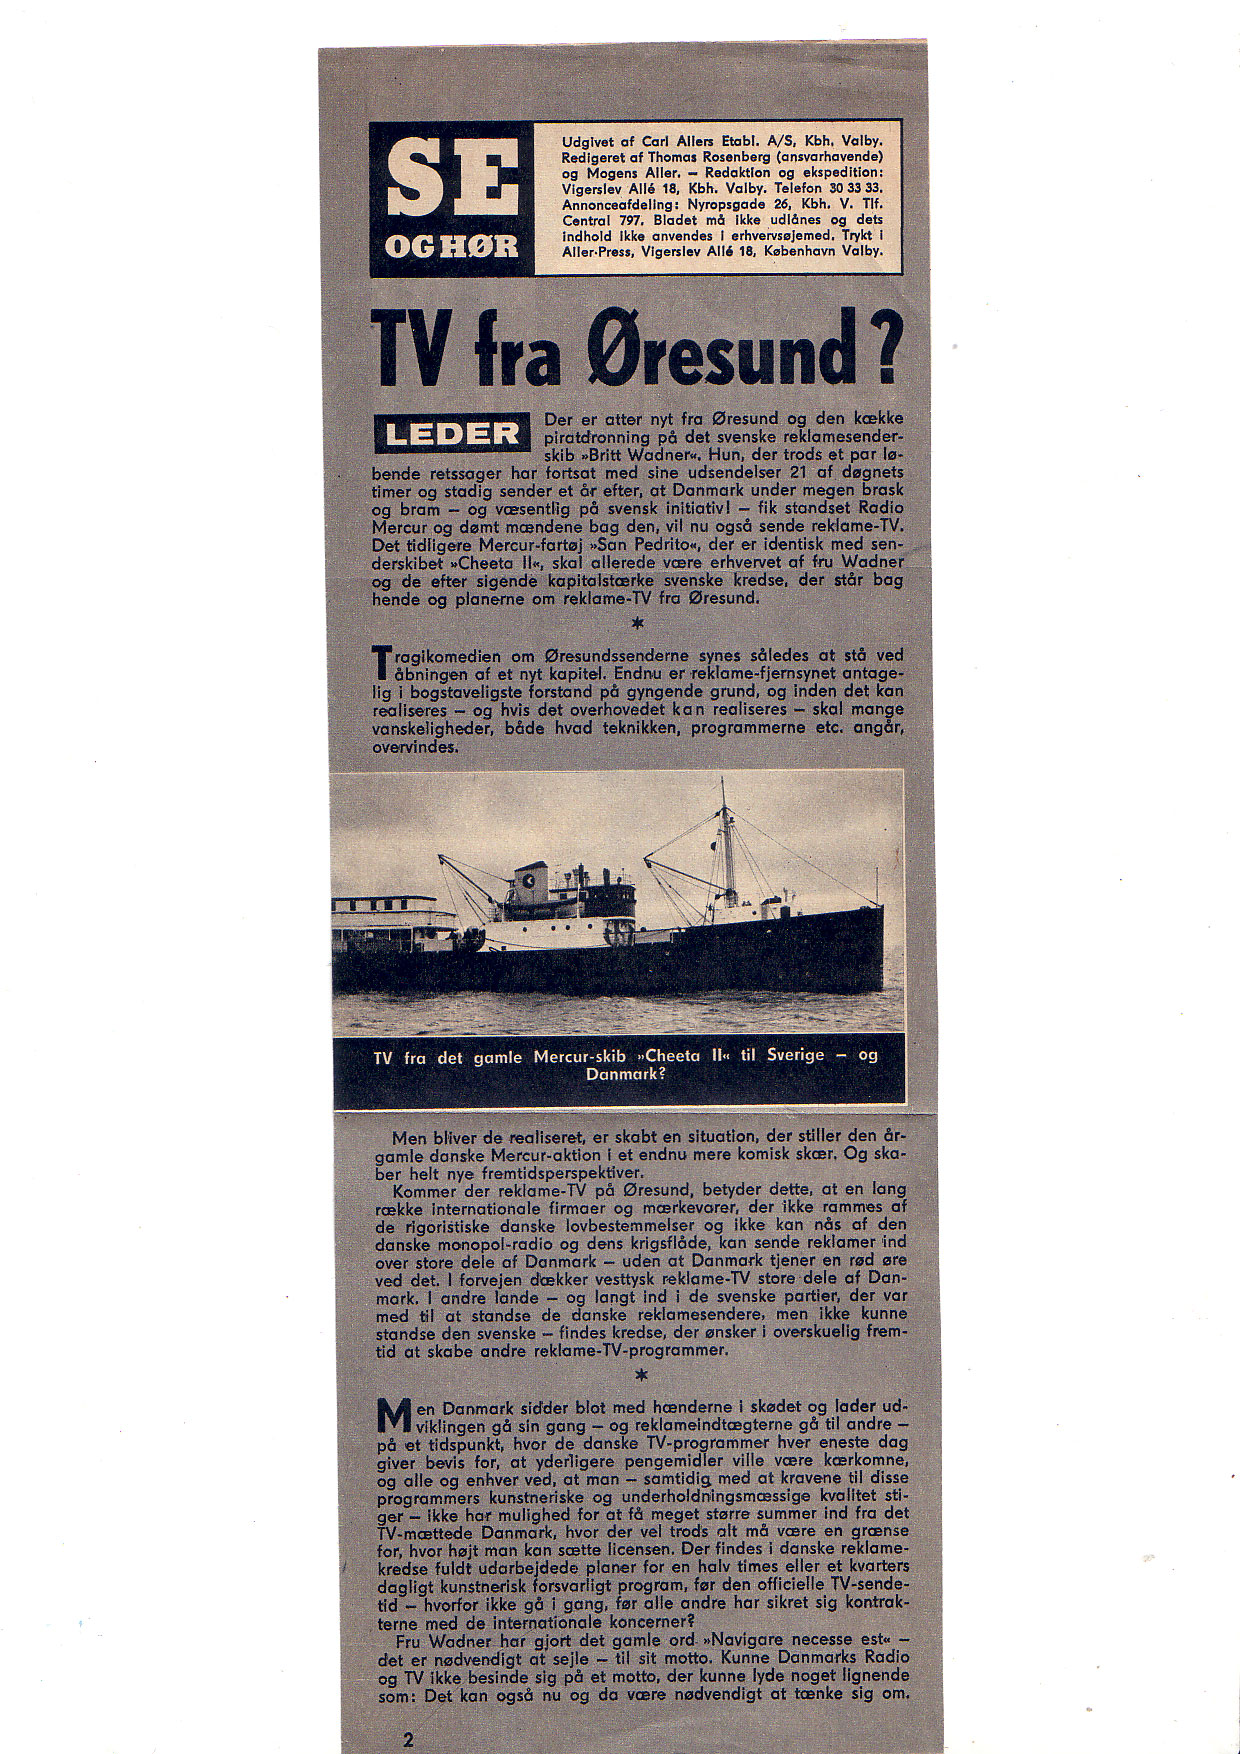 SE
OG HØR
Udgivet af Carl Allers Etabl. A/S, Kbh. Valby.
Redigeret af Thomas Rosenberg (ansvarhavende)
og Mogens Aller. – Redaktion og ekspedition:
Vigerslev Allé 18, Kbh. Valby. Telefon 30 33 33.
Annonceafdeling: Nyropsgade 26, Kbh. V. Tlf.
Central 797. Bladet må ikke udlånes og dets
indhold ikke anvendes i erhvervsøjemed. Trykt i
Aller-Press, Vigerslev Allé 18, København Valby.
TV fra Øresund?
LEDER
Der er atter nyt fra Øresund og den kække
piratdronning på det svenske reklamesender-
skib »Britt Wadner«. Hun, der trods et par lø-
bende retssager har fortsat med sine udsendelser 21 af døgnets
timer og stadig sender et år efter, at Danmark under megen brask
og bram – og væsentlig på svensk initiativ! – fik standset Radio
Mercur og dømt mændene bag den, vil nu også sende reklame-TV.
Det tidligere Mercur-fartøj »San Pedrito«, der er identisk med sen-
derskibet »Cheeta II«, skal allerede være erhvervet af fru Wadner
og de efter sigende kapitalstærke svenske kredse, der står bag
hende og planerne om reklame-TV fra Øresund.
*
Tragikomedien om Øresundssenderne synes således at stå ved
åbningen af et nyt kapitel. Endnu er reklame-fjernsynet antage-
lig i bogstaveligste forstand på gyngende grund, og inden det kan
realiseres – og hvis det overhovedet kan realiseres – skal mange
vanskeligheder, både hvad teknikken, programmerne etc. angår,
overvindes.
TV fra det gamle Mercur-skib »Cheeta II« til Sverige – og
Danmark?
Men bliver de realiseret, er skabt en situation, der stiller den år-
gamle danske Mercur-aktion i et endnu mere komisk skær. Og ska-
ber helt nye fremtidsperspektiver.
Kommer der reklame-TV på Øresund, betyder dette, at en lang
række internationale firmaer og mærkevarer, der ikke rammes af
de rigoristiske danske lovbestemmelser og ikke kan nås af den
danske monopol-radio og dens krigsflåde, kan sende reklamer ind
over store dele af Danmark – uden at Danmark tjener en rød øre
ved det. I forvejen dækker vesttysk reklame-TV store dele af Dan-
mark. I andre lande – og langt ind i de svenske partier, der var
med til at standse de danske reklamesendere, men ikke kunne
standse den svenske – findes kredse, der ønsker i overskuelig frem-
tid at skabe andre reklame-TV-programmer.
*
Men Danmark sidder blot med hænderne i skødet og lader ud-
viklingen gå sin gang – og reklameindtægterne gå til andre –
på et tidspunkt, hvor de danske TV-programmer hver eneste dag
giver bevis for, at yderligere pengemidler ville være kærkomne,
og alle og enhver ved, at man – samtidig med at kravene til disse
programmers kunstneriske og underholdningsmæssige kvalitet sti-
ger – ikke har mulighed for at få meget større summer ind fra det
TV-mættede Danmark, hvor der vel trods alt må være en grænse
for, hvor højt man kan sætte licensen. Der findes i danske reklame-
kredse fuldt udarbejdede planer for en halv times eller et kvarters
dagligt kunstnerisk forsvarligt program, før den officielle TV-sende-
tid – hvorfor ikke gå i gang, før alle andre har sikret sig kontrak-
terne med de internationale koncerner?
Fru Wadner har gjort det gamle ord »Navigare necesse est« –
det er nødvendigt at sejle – til sit motto. Kunne Danmarks Radio
og TV ikke besinde sig på et motto, der kunne lyde noget lignende
som: Det kan også nu og da være nødvendigt at tænke sig om.
2